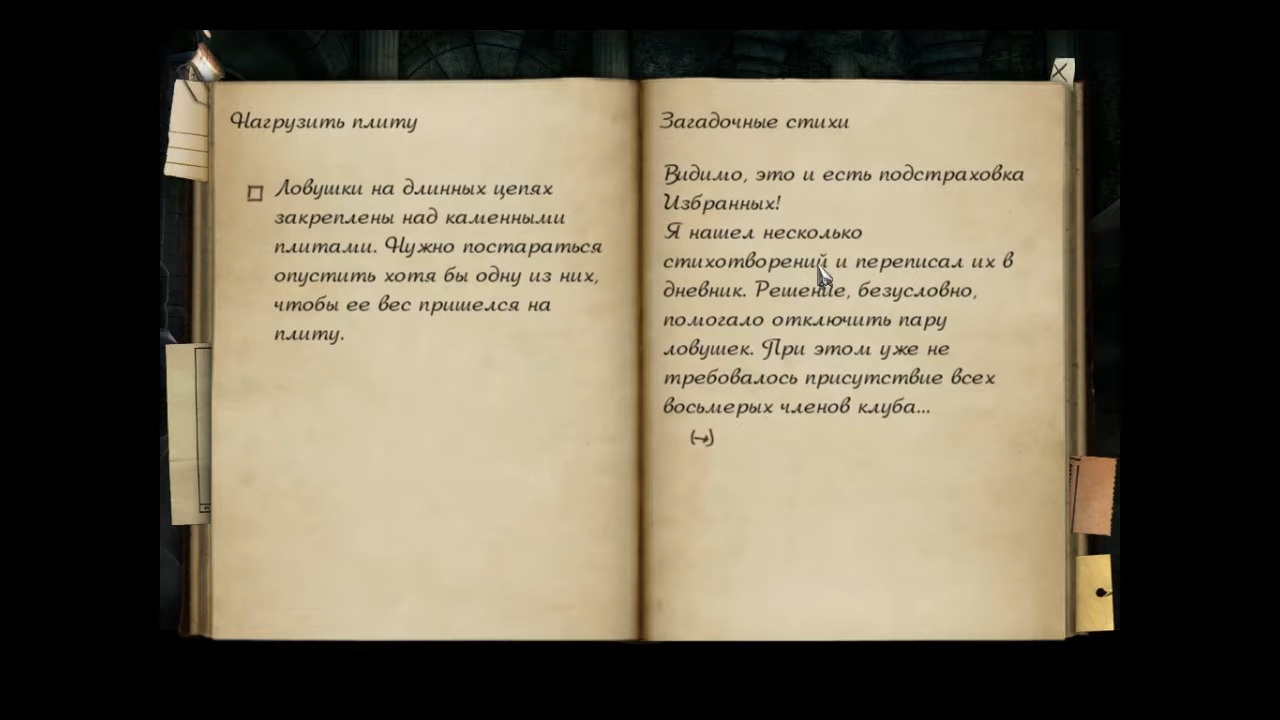 Нагрузить плиту
Ловушки на длинных цепях
закреплены над каменными
плитами. Нужно постараться
опустить хотя бы одну из них,
чтобы ее вес пришелся на
плиту.
Загадочные стихи
Видимо, это и есть подстраховка
Избранных!
Я нашел несколько
стихотворений и переписал их в
дневник. Решение, безусловно,
помогало отключить пару
ловушек. При этом уже не
требовалось присутствие всех
восьмерых членов клуба...
(→)